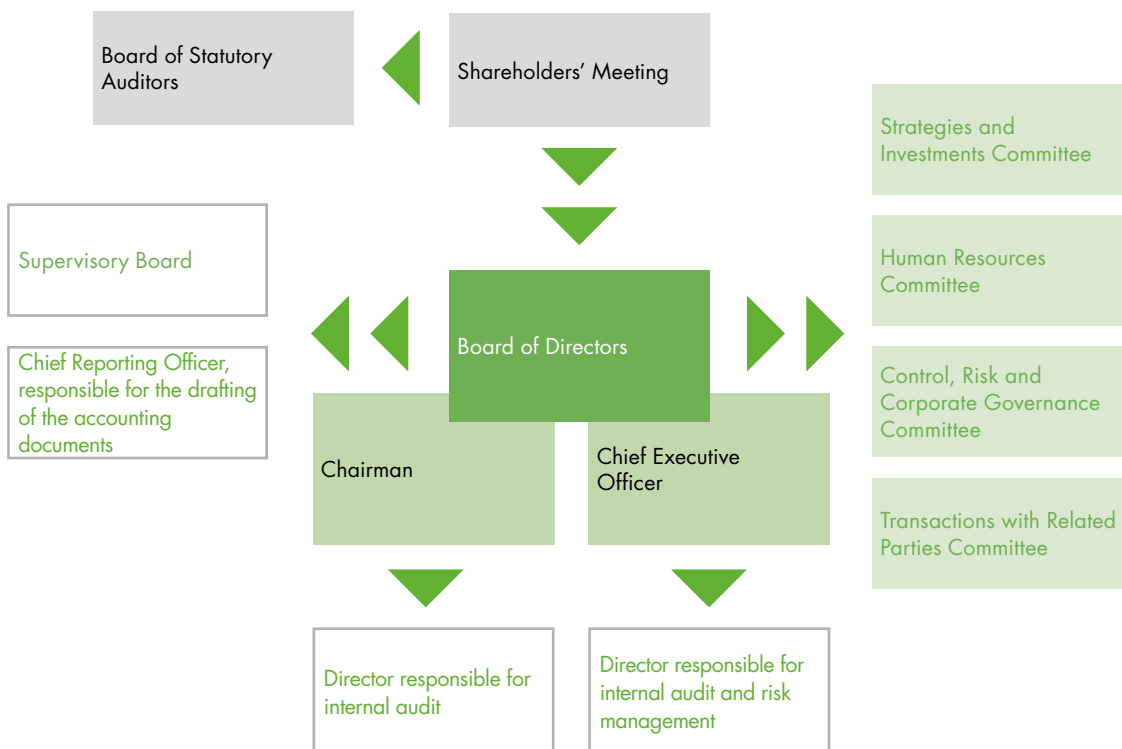 Board of Statutory
Auditors
Shareholders’ Meeting
Strategies and
Investments Committee
Supervisory Board
Human Resources
Committee
Board of Directors
Chief Reporting Officer,
responsible for the drafting
of the accounting
documents
Control, Risk and
Corporate Governance
Committee
Chairman
Chief Executive
Officer
Transactions with Related
Parties Committee
Director responsible for
internal audit
Director responsible for
internal audit and risk
management